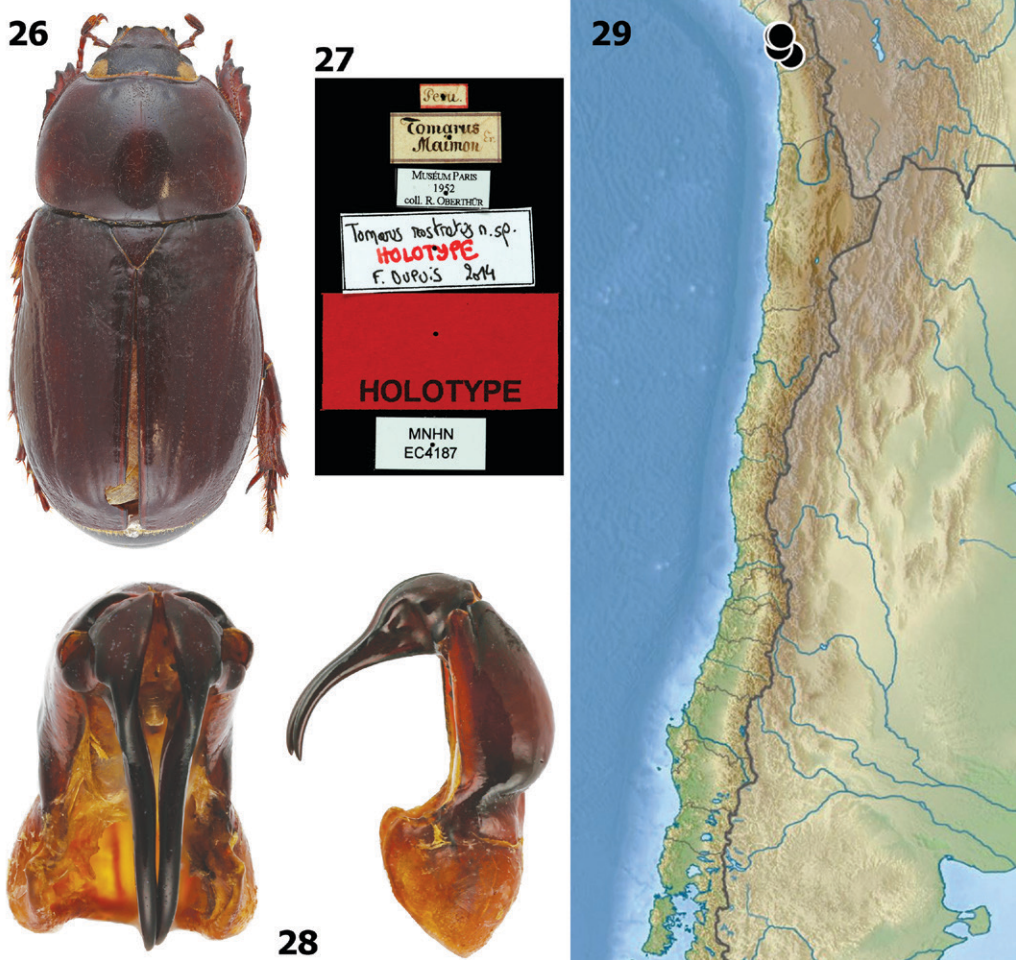 26
27
Peru.
Tomarus Er.
Maimon
MUSÉUM PARIS
1952
coll. R. OBERTHÜR
Tomarus rostratus n. sp.
HOLOTYPE
F. DUPUIS 2014
HOLOTYPE
MNHN
EC4187
28
29